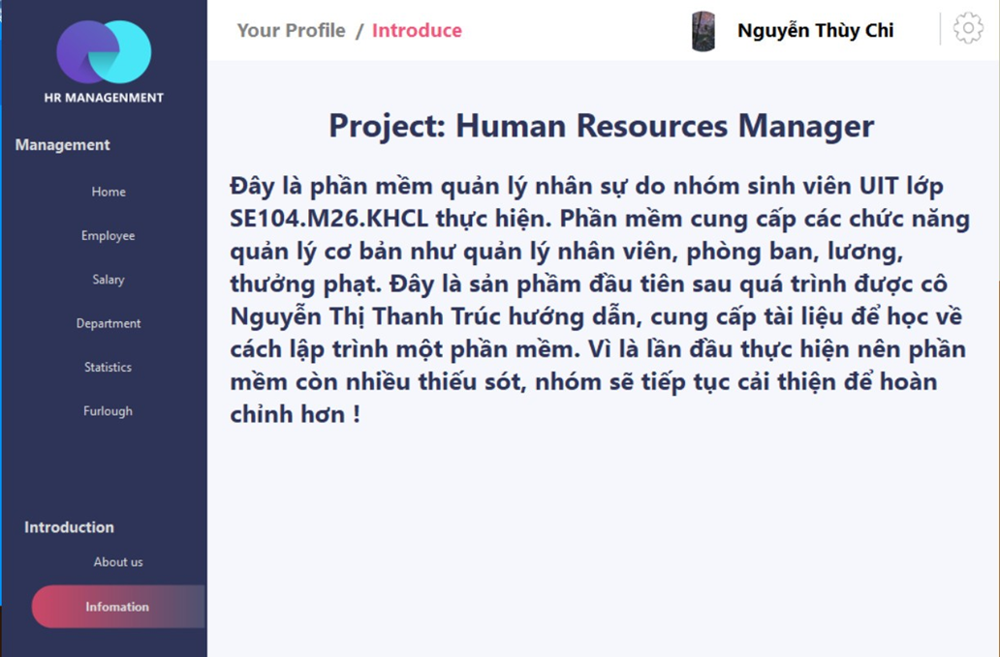 HR MANAGENMENT
Management
Home
Employee
Salary
Department
Statistics
Furlough
Introduction
About us
Infomation
Your Profile / Introduce
Nguyễn Thùy Chi
Project: Human Resources Manager
Đây là phần mềm quản lý nhân sự do nhóm sinh viên UIT lớp
SE104.M26.KHCL thực hiện. Phần mềm cung cấp các chức năng
quản lý cơ bản như quản lý nhân viên, phòng ban, lương,
thưởng phạt. Đây là sản phầm đầu tiên sau quá trình được cô
Nguyễn Thị Thanh Trúc hướng dẫn, cung cấp tài liệu để học về
cách lập trình một phần mềm. Vì là lần đầu thực hiện nên phần
mềm còn nhiều thiếu sót, nhóm sẽ tiếp tục cải thiện để hoàn
chỉnh hơn !